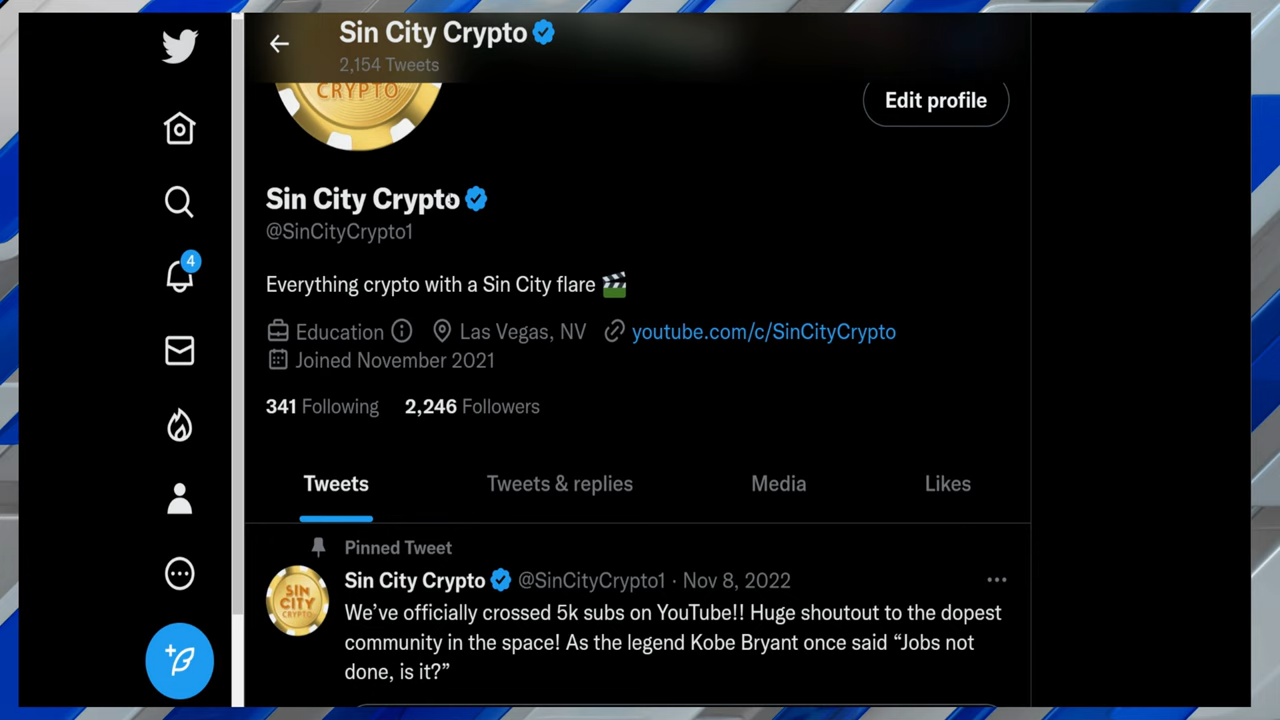 Sin City Crypto
2,154 Tweets
CRYPTO
Edit profile
Sin City Crypto
@SinCityCrypto1
4
Everything crypto with a Sin City flare
Education Las Vegas, NV youtube.com/c/SinCityCrypto
Joined November 2021
341 Following 2,246 Followers
Tweets Tweets & replies Media Likes
Pinned Tweet
Sin City Crypto @SinCityCrypto1 · Nov 8, 2022
SIN
CITY
CRYPTO
We’ve officially crossed 5k subs on YouTube!! Huge shoutout to the dopest
community in the space! As the legend Kobe Bryant once said “Jobs not
done, is it?”